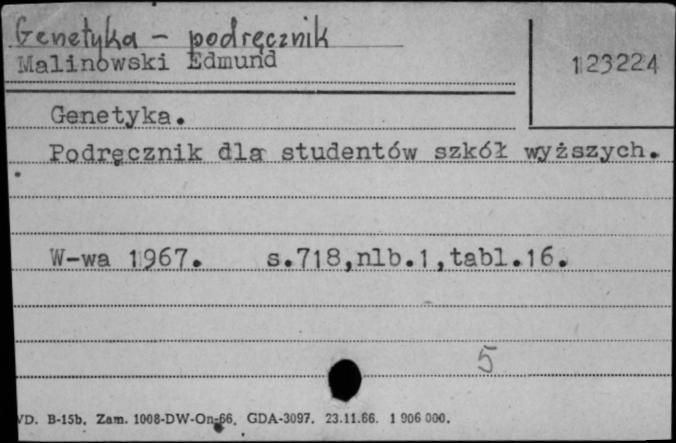 Genetyka - podręcznik
Malinowski Edmund
123224
Genetyka.
Podręcznik dla studentów szkół wyższych.
W-wa 1967. s.718,nlb.1,tabl.16.
5
VD. B-15b. Zam. 1008-DW-On-66. GDA-3097. 23.11.66. 1 906 000.